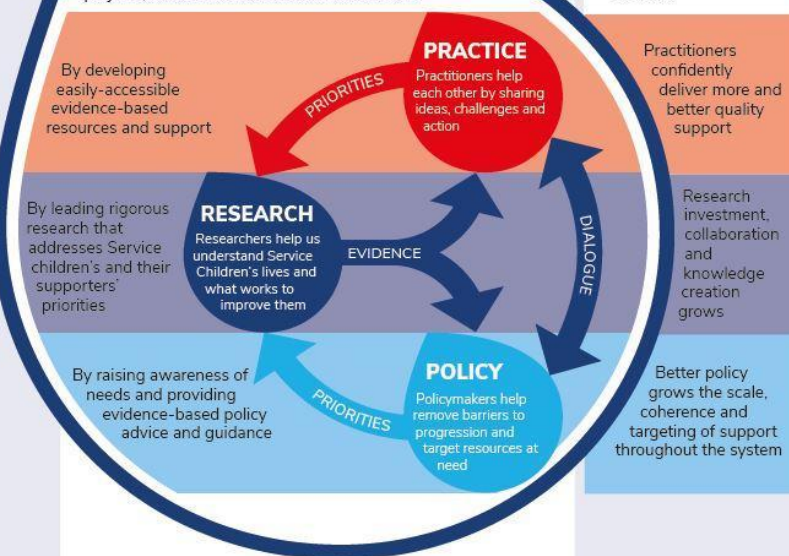 By developing
easily-accessible
evidence-based
resources and support
PRIORITIES
PRACTICE
Practitioners help
each other by sharing
ideas, challenges and
action
Practitioners
confidently
deliver more and
better quality
support
By leading rigorous
research that
addresses Service
children's and their
supporters'
priorities
RESEARCH
Researchers help us
understand Service
Children's lives and
what works to
improve them
EVIDENCE
DIALOGUE
Research
investment,
collaboration
and
knowledge
creation
grows
By raising awareness of
needs and providing
evidence-based policy
advice and guidance
PRIORITIES
POLICY
Policymakers help
remove barriers to
progression and
target resources at
need
Better policy
grows the scale,
coherence and
targeting of support
throughout the system